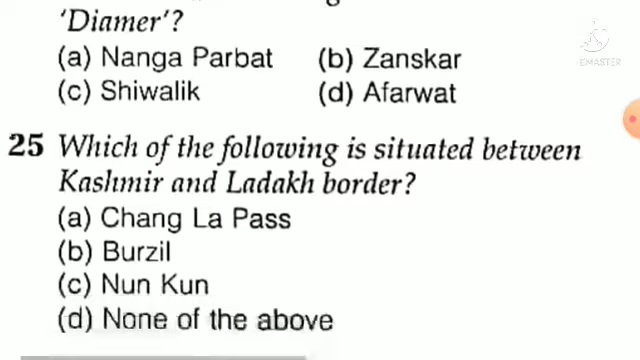 'Diamer'?
(a) Nanga Parbat (b) Zanskar
(c) Shiwalik (d) Afarwat
EMASTER
25 Which of the following is situated between
Kashmir and Ladakh border?
(a) Chang La Pass
(b) Burzil
(c) Nun Kun
(d) None of the above